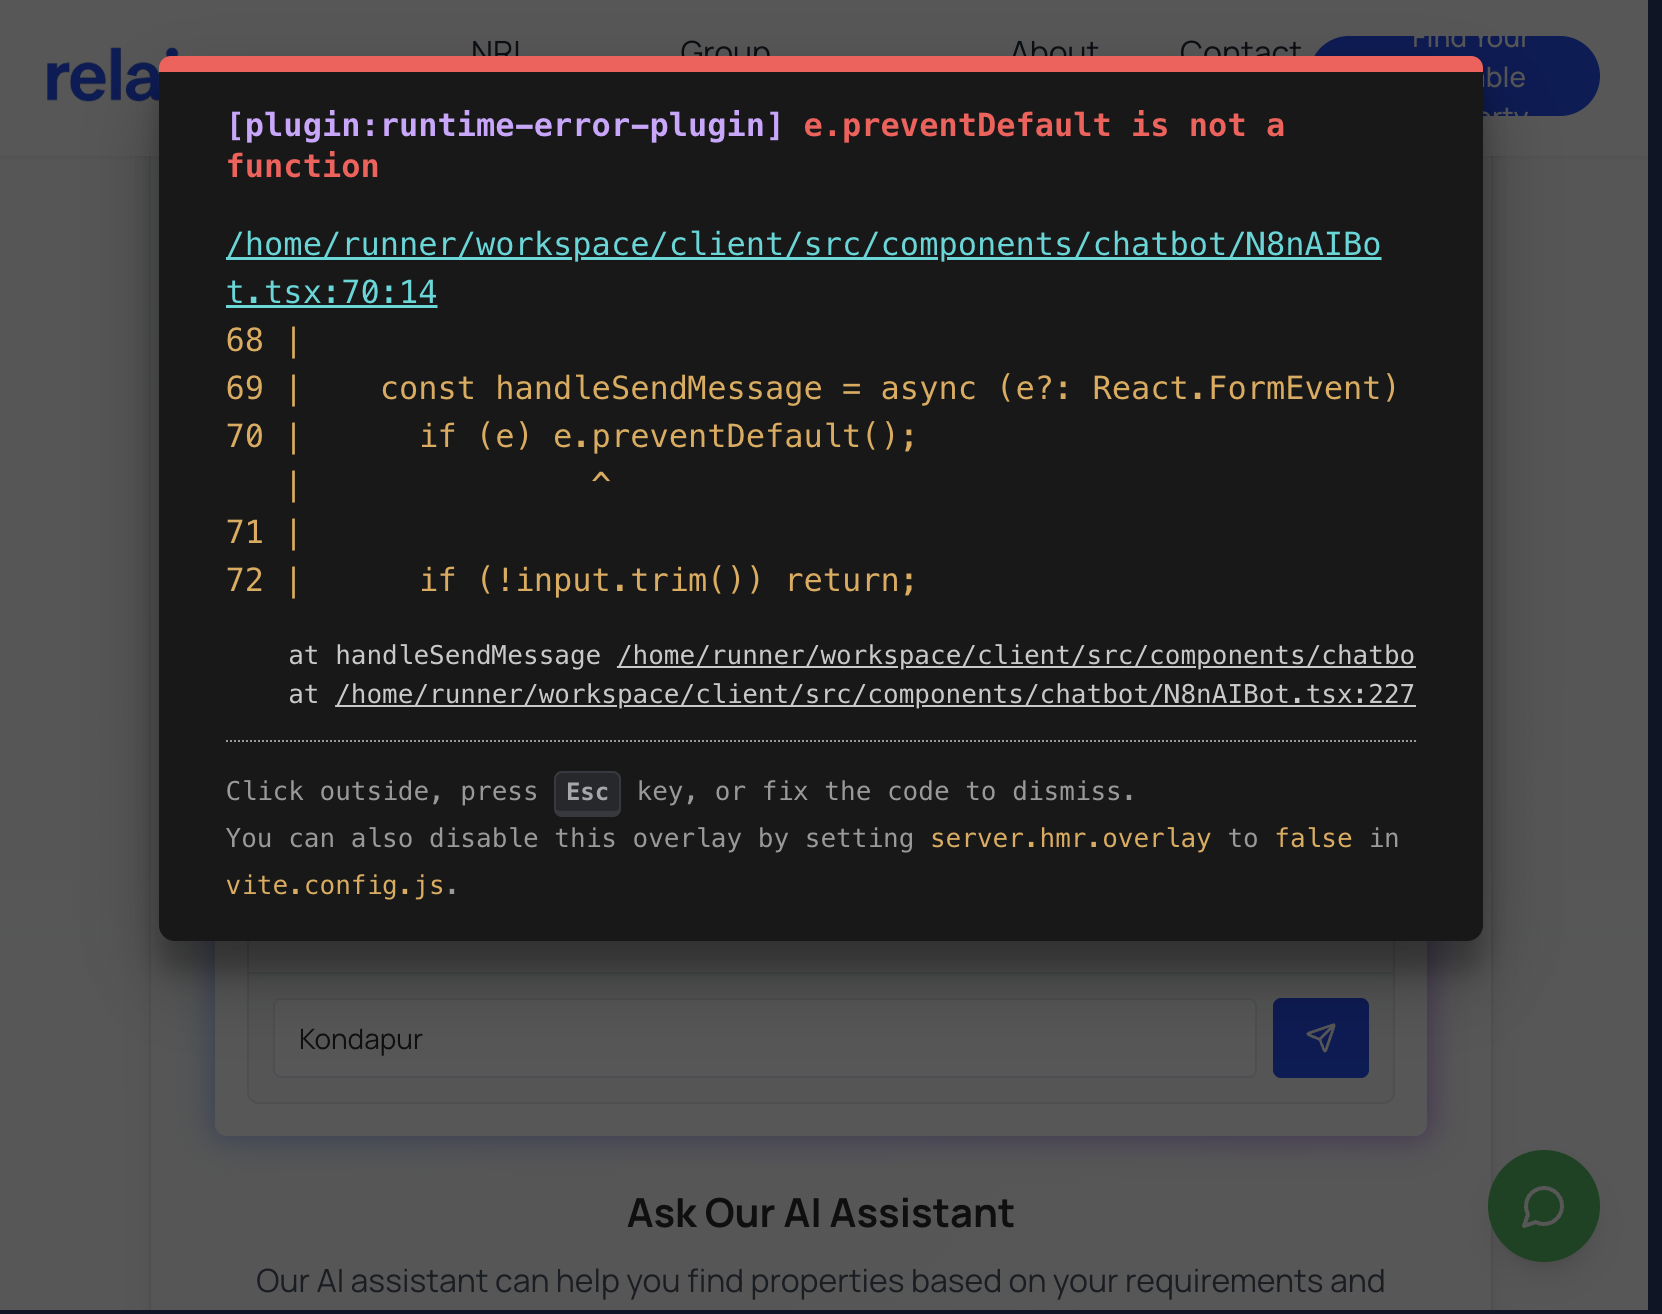 NRI
Group
About
Contact
Find Your
rela
[plugin:runtime-error-plugin] e.preventDefault is not a
function
/home/runner/workspace/client/src/components/chatbot/N8nAIBo
t.tsx:70:14
68 |
69 |    const handleSendMessage = async (e?: React.FormEvent)
70 |      if (e) e.preventDefault();
   |               ^
71 |
72 |      if (!input.trim()) return;
at handleSendMessage /home/runner/workspace/client/src/components/chatbo
at /home/runner/workspace/client/src/components/chatbot/N8nAIBot.tsx:227
Click outside, press Esc key, or fix the code to dismiss.
You can also disable this overlay by setting server.hmr.overlay to false in
vite.config.js.
Kondapur
Ask Our AI Assistant
Our AI assistant can help you find properties based on your requirements and